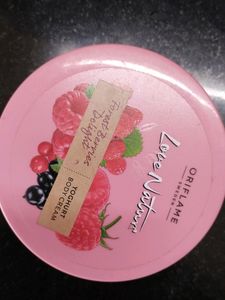 ORIFLAME
SWEDEN
Love Nature
Forest Berries
Delight
YOGHURT
BODY CREAM